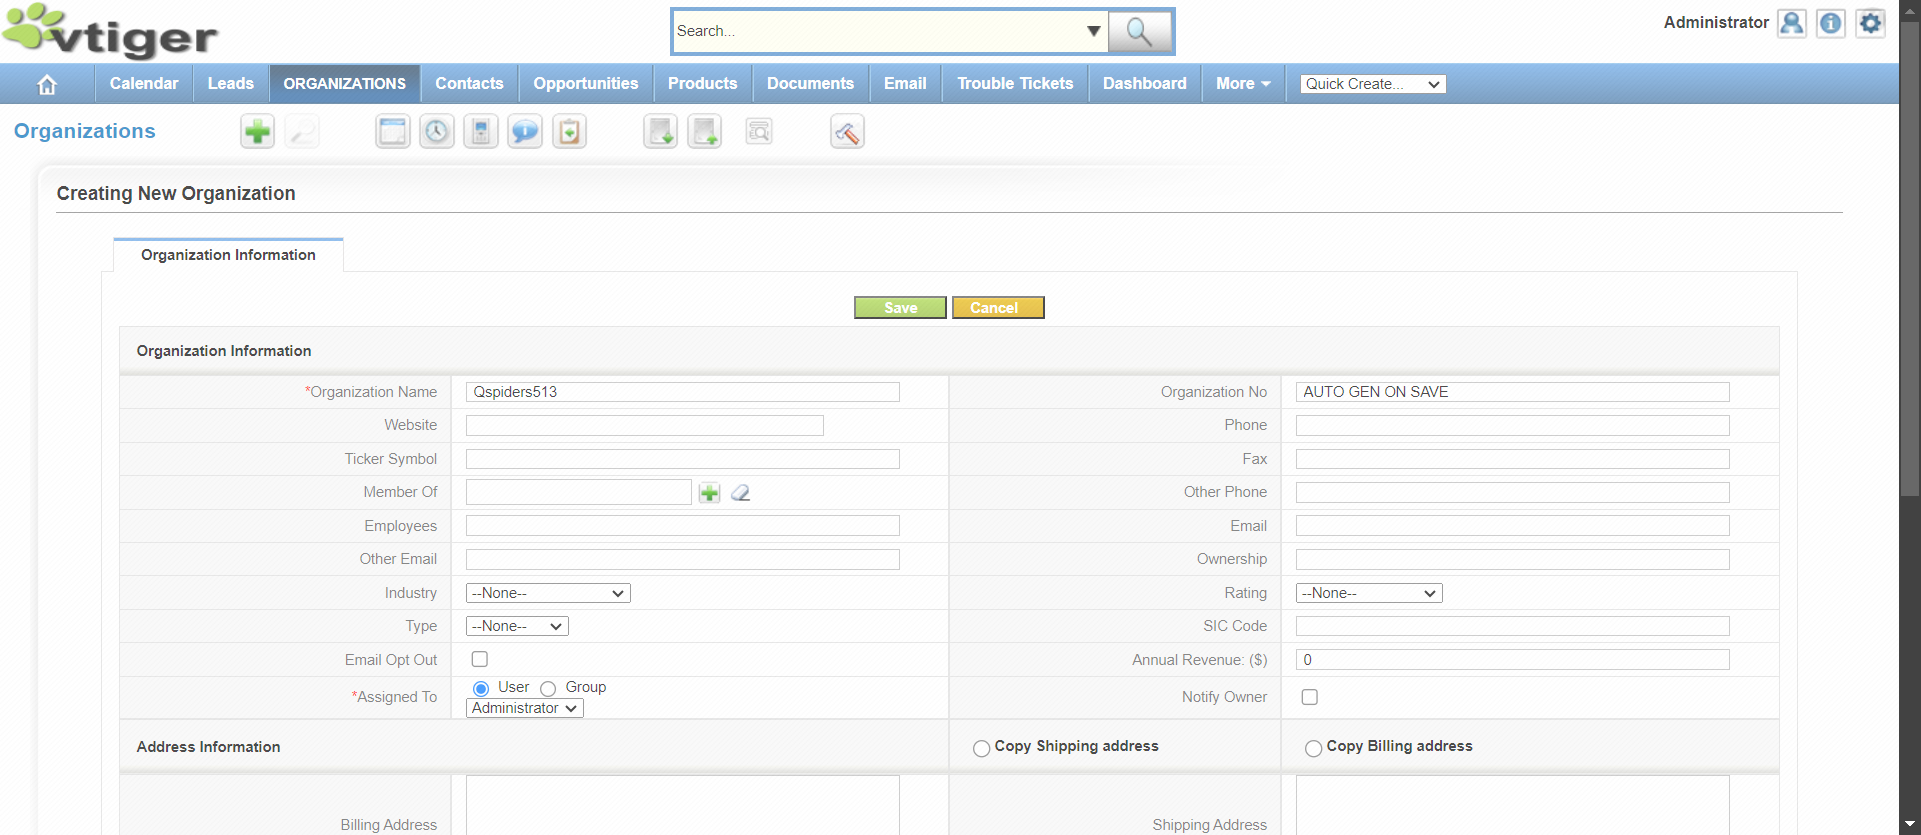 vtiger
Search...
Administrator
Calendar Leads ORGANIZATIONS Contacts Opportunities Products Documents Email Trouble Tickets Dashboard More Quick Create...
Organizations
Creating New Organization
Organization Information
Save Cancel
Organization Information
*Organization Name Qspiders513 Organization No AUTO GEN ON SAVE
Website Phone
Ticker Symbol Fax
Member Of Other Phone
Employees Email
Other Email Ownership
Industry --None-- Rating --None--
Type --None-- SIC Code
Email Opt Out Annual Revenue: ($) 0
*Assigned To User Group Notify Owner
Administrator
Address Information Copy Shipping address Copy Billing address
Billing Address Shipping Address